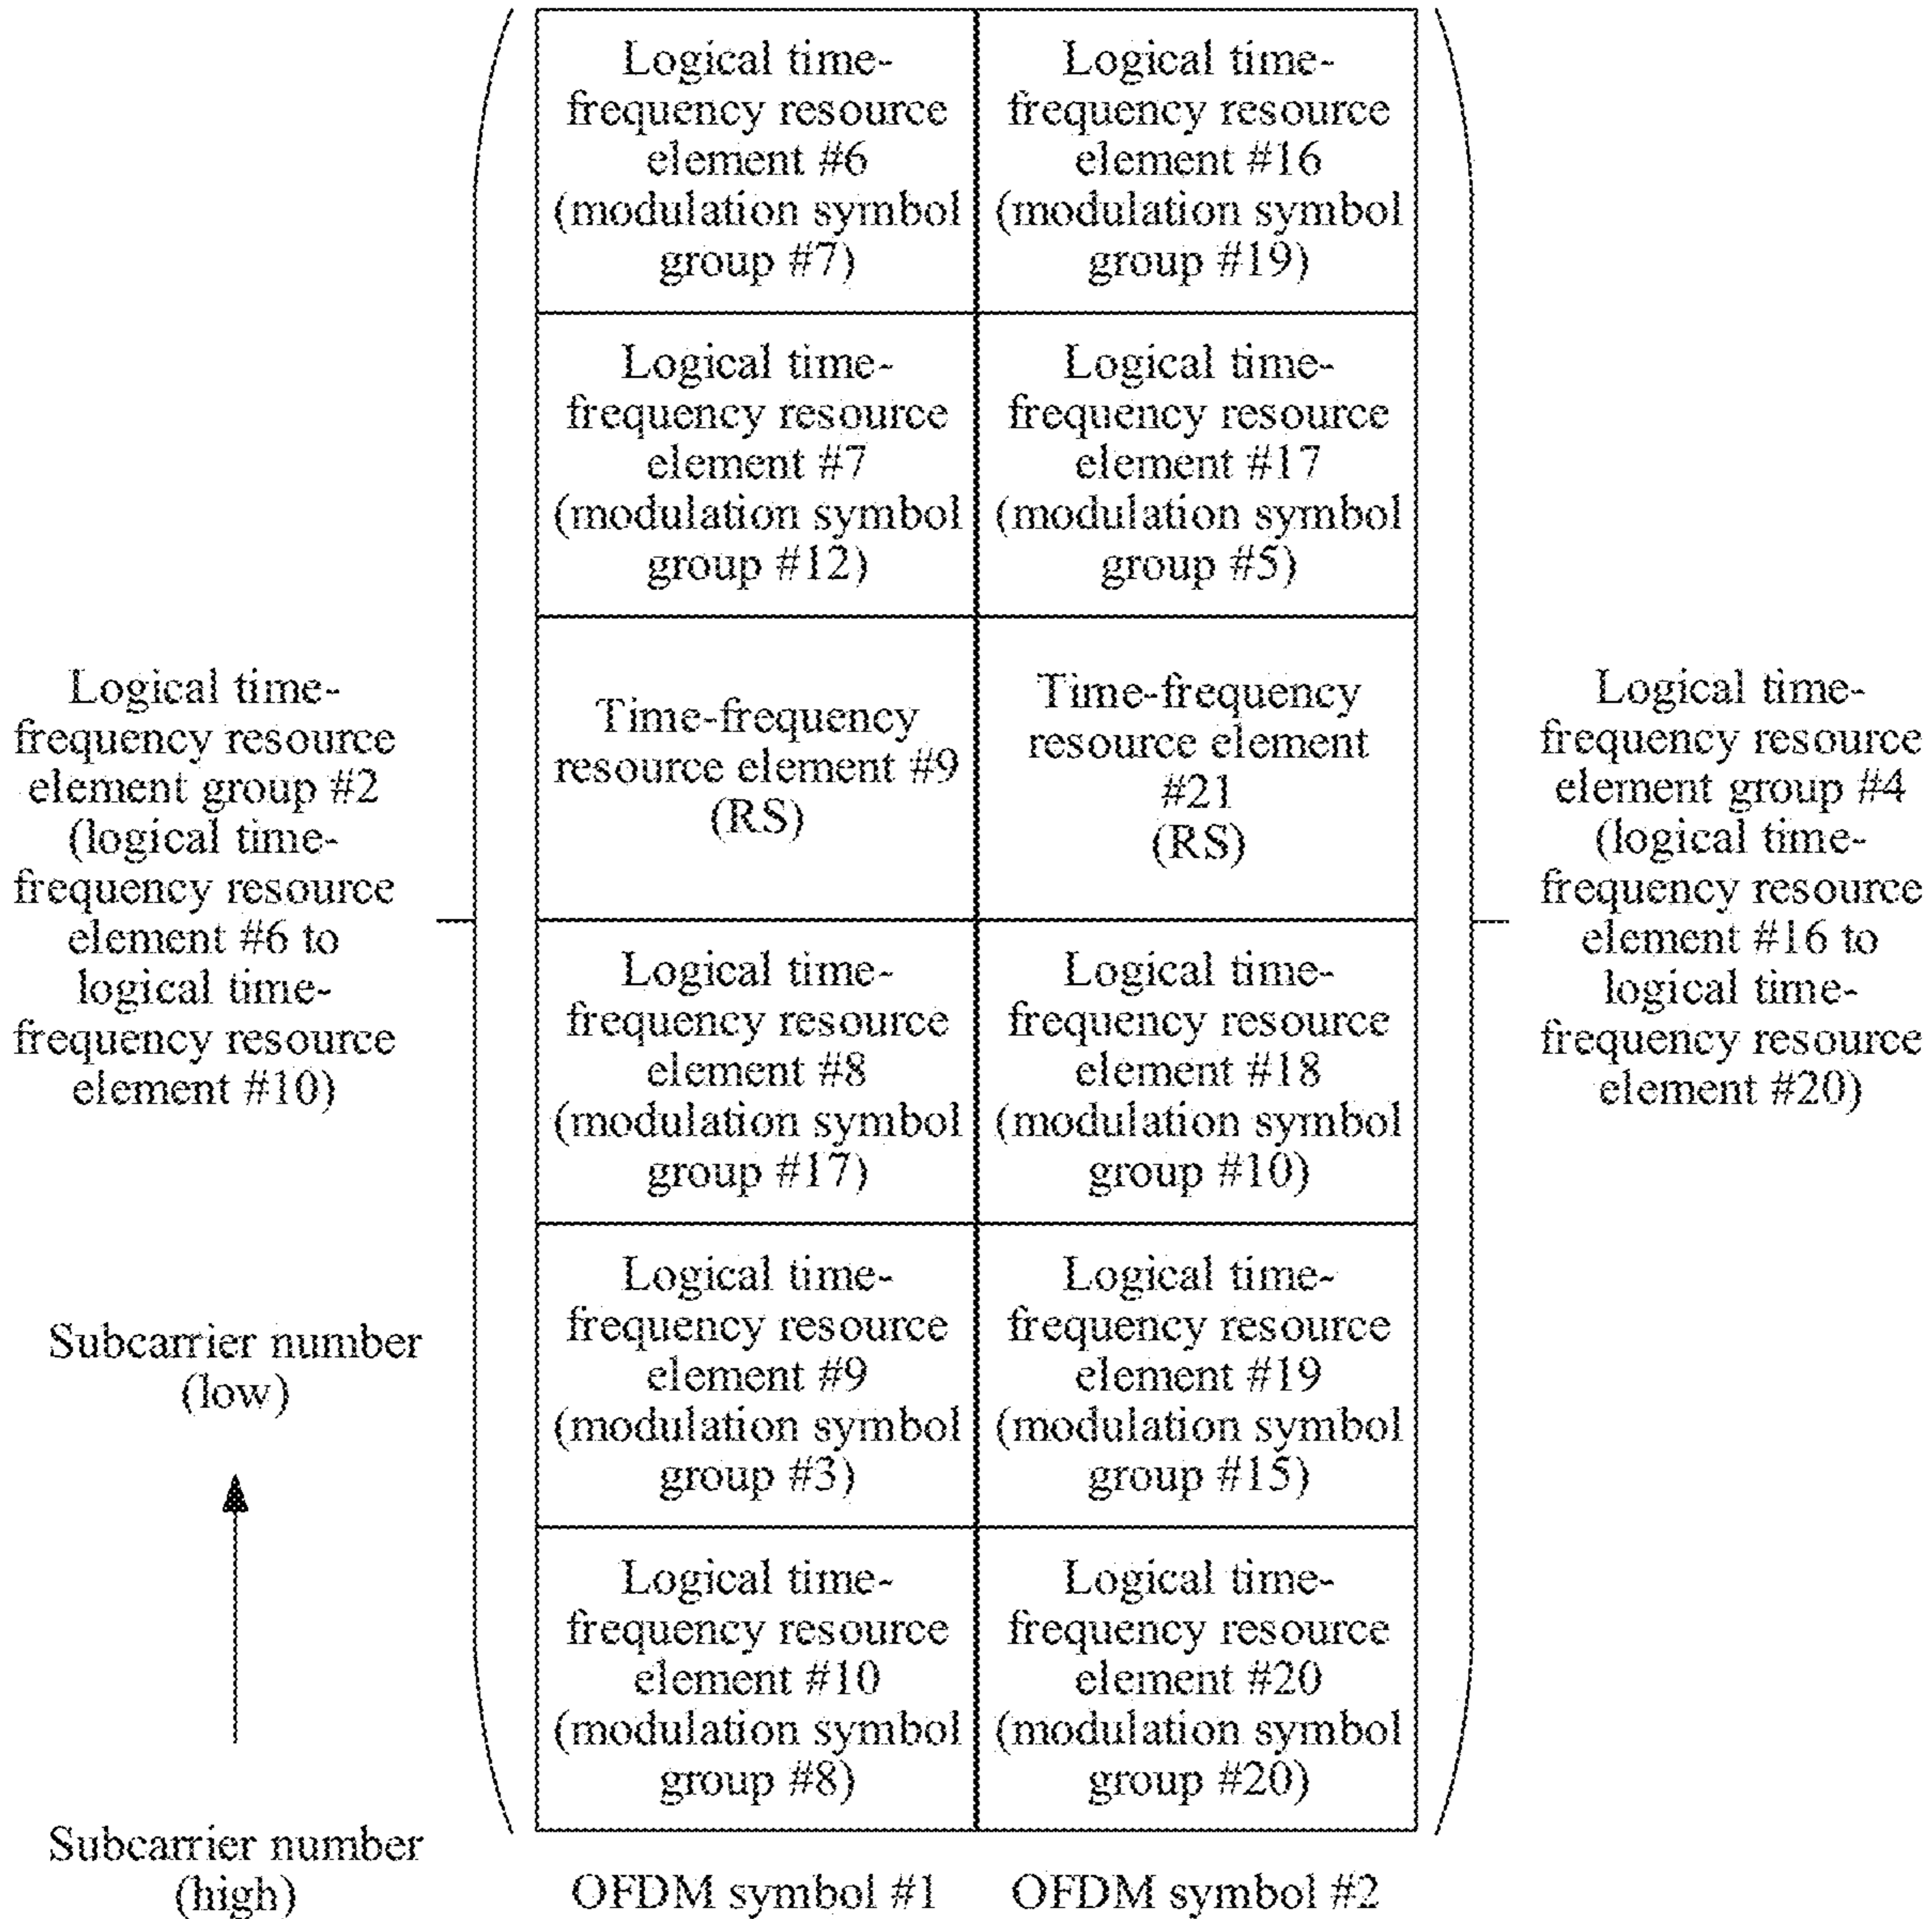 Logical time-
frequency resource
element #6
(modulation symbol
group #7)
Logical time-
frequency resource
element #16
(modulation symbol
group #19)
Logical time-
frequency resource
element #7
(modulation symbol
group #12)
Logical time-
frequency resource
element #17
(modulation symbol
group #5)
Logical time-
frequency resource
element group #2
(logical time-
frequency resource
element #6 to
logical time-
frequency resource
element #10)
Time-frequency
resource element #9
(RS)
Time-frequency
resource element
#21
(RS)
Logical time-
frequency resource
element group #4
(logical time-
frequency resource
element #16 to
logical time-
frequency resource
element #20)
Logical time-
frequency resource
element #8
(modulation symbol
group #17)
Logical time-
frequency resource
element #18
(modulation symbol
group #10)
Logical time-
frequency resource
element #9
(modulation symbol
group #3)
Logical time-
frequency resource
element #19
(modulation symbol
group #15)
Subcarrier number
(low)
Logical time-
frequency resource
element #10
(modulation symbol
group #8)
Logical time-
frequency resource
element #20
(modulation symbol
group #20)
Subcarrier number
(high)
OFDM symbol #1
OFDM symbol #2